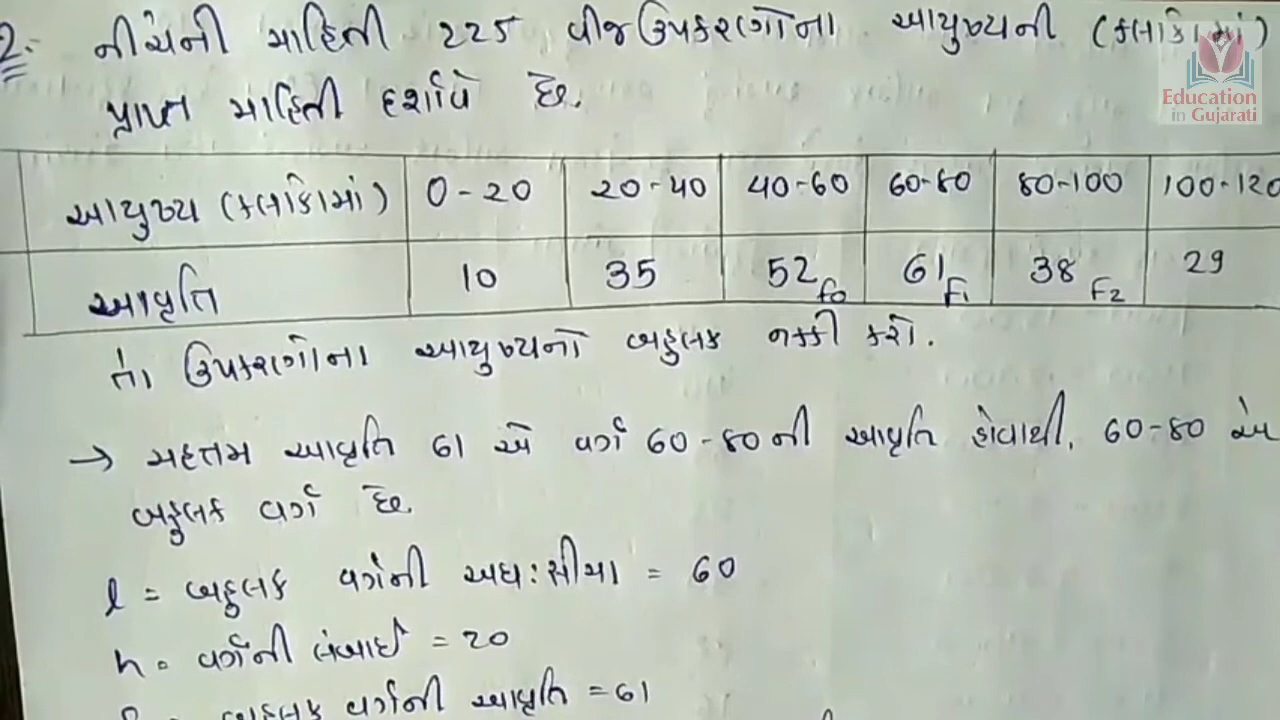 2:- નીચેની માહિતી 225 વીજઉપકરણોના આયુષ્યની (કલાકોમાં)
પ્રાપ્ત માહિતી દર્શાવે છે.
Education
in Gujarati
આયુષ્ય (કલાકોમાં) 0-20 20-40 40-60 60-80 80-100 100-120
આવૃતિ 10 35 52 f0 61 F1 38 F2 29
તો ઉપકરણોના આયુષ્યનો બહુલક નક્કી કરો.
→ મહતમ આવૃતિ 61 એ વર્ગ 60-80 ની આવૃતિ હોવાથી, 60-80 એ
બહુલક વર્ગ છે.
l = બહુલક વર્ગની અધ:સીમા = 60
h = વર્ગની લંબાઈ = 20
બહુલક વર્ગની આવૃતિ = 61